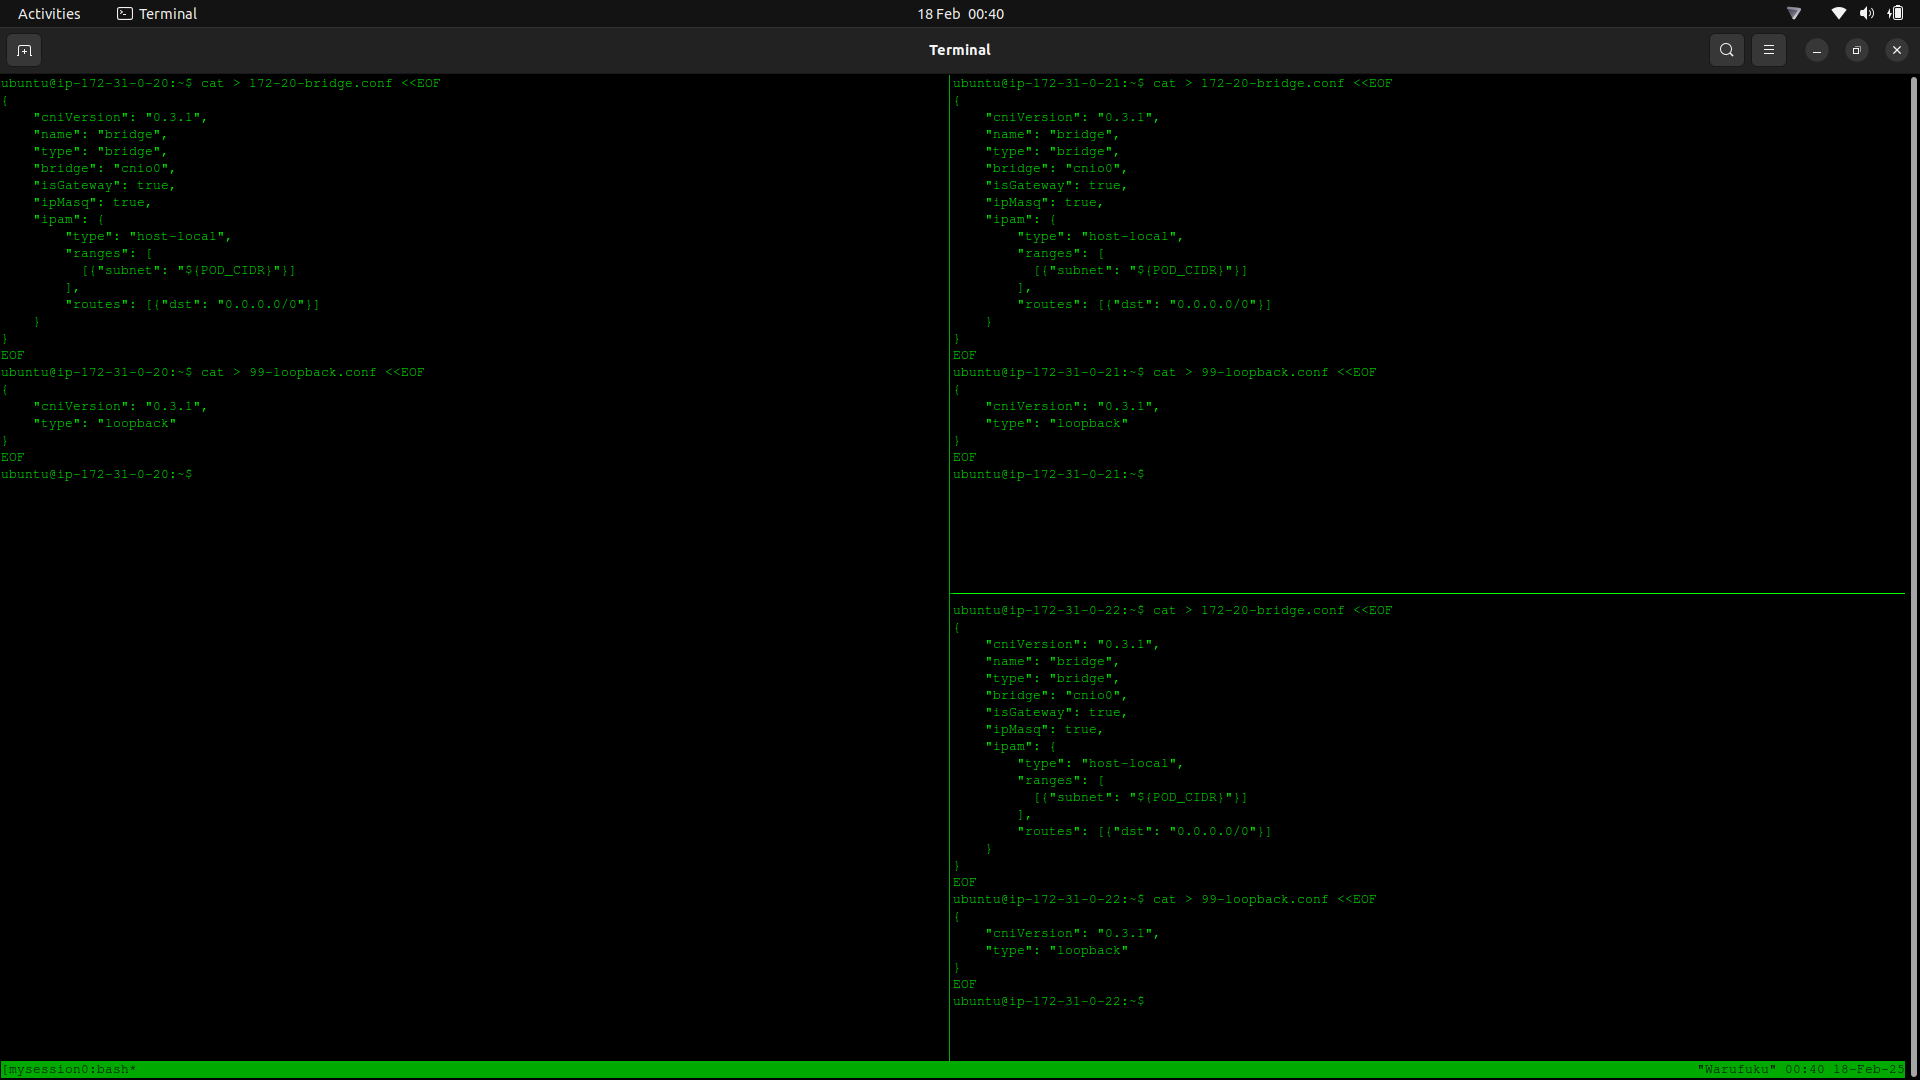 Activities
Terminal
18 Feb 00:40
Terminal
ubuntu@ip-172-31-0-20:~$ cat > 172-20-bridge.conf <<EOF
{
    "cniVersion": "0.3.1",
    "name": "bridge",
    "type": "bridge",
    "bridge": "cnio0",
    "isGateway": true,
    "ipMasq": true,
    "ipam": {
        "type": "host-local",
        "ranges": [
          [{"subnet": "${POD_CIDR}"}]
        ],
        "routes": [{"dst": "0.0.0.0/0"}]
    }
}
EOF
ubuntu@ip-172-31-0-20:~$ cat > 99-loopback.conf <<EOF
{
    "cniVersion": "0.3.1",
    "type": "loopback"
}
EOF
ubuntu@ip-172-31-0-20:~$
ubuntu@ip-172-31-0-21:~$ cat > 172-20-bridge.conf <<EOF
{
    "cniVersion": "0.3.1",
    "name": "bridge",
    "type": "bridge",
    "bridge": "cnio0",
    "isGateway": true,
    "ipMasq": true,
    "ipam": {
        "type": "host-local",
        "ranges": [
          [{"subnet": "${POD_CIDR}"}]
        ],
        "routes": [{"dst": "0.0.0.0/0"}]
    }
}
EOF
ubuntu@ip-172-31-0-21:~$ cat > 99-loopback.conf <<EOF
{
    "cniVersion": "0.3.1",
    "type": "loopback"
}
EOF
ubuntu@ip-172-31-0-21:~$
ubuntu@ip-172-31-0-22:~$ cat > 172-20-bridge.conf <<EOF
{
    "cniVersion": "0.3.1",
    "name": "bridge",
    "type": "bridge",
    "bridge": "cnio0",
    "isGateway": true,
    "ipMasq": true,
    "ipam": {
        "type": "host-local",
        "ranges": [
          [{"subnet": "${POD_CIDR}"}]
        ],
        "routes": [{"dst": "0.0.0.0/0"}]
    }
}
EOF
ubuntu@ip-172-31-0-22:~$ cat > 99-loopback.conf <<EOF
{
    "cniVersion": "0.3.1",
    "type": "loopback"
}
EOF
ubuntu@ip-172-31-0-22:~$
[mysession0:bash*
"Warufuku" 00:40 18-Feb-25